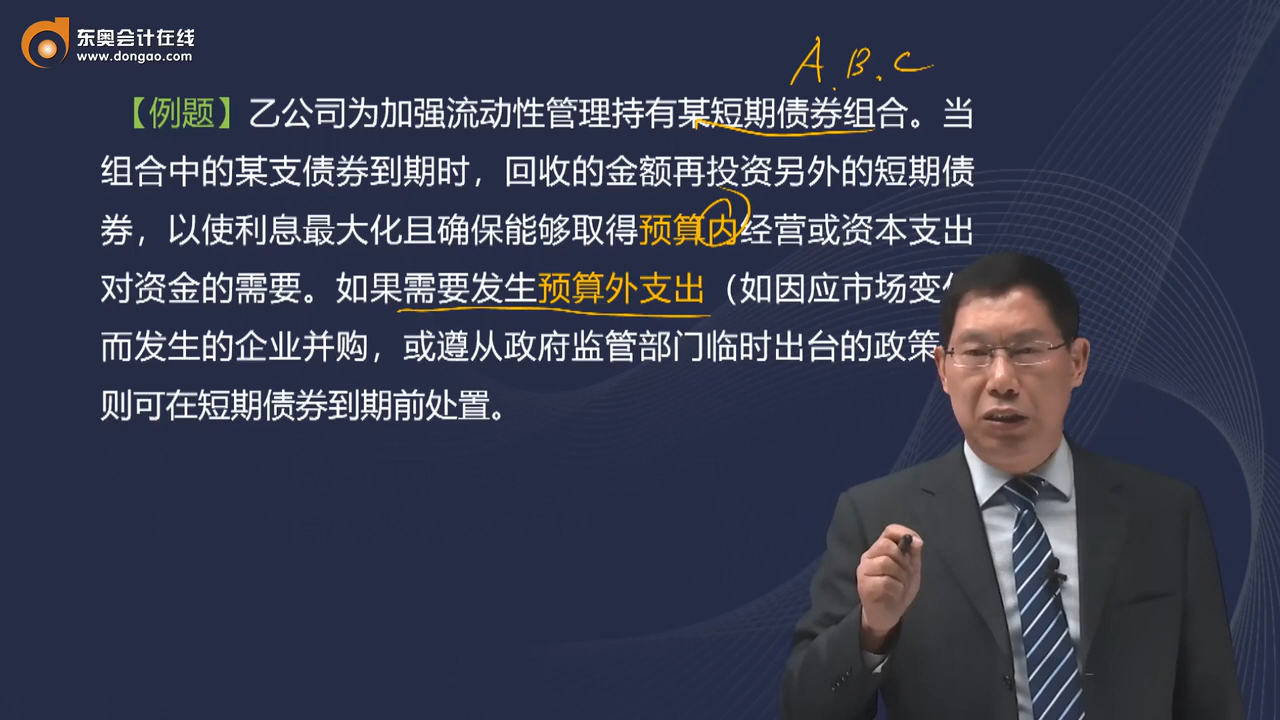 东奥会计在线
www.dongao.com
A.B.C
【例题】乙公司为加强流动性管理持有某短期债券组合。当
组合中的某支债券到期时，回收的金额再投资另外的短期债
券，以使利息最大化且确保能够取得预算内经营或资本支出
对资金的需要。如果需要发生预算外支出（如因应市场变
而发生的企业并购，或遵从政府监管部门临时出台的政策
则可在短期债券到期前处置。